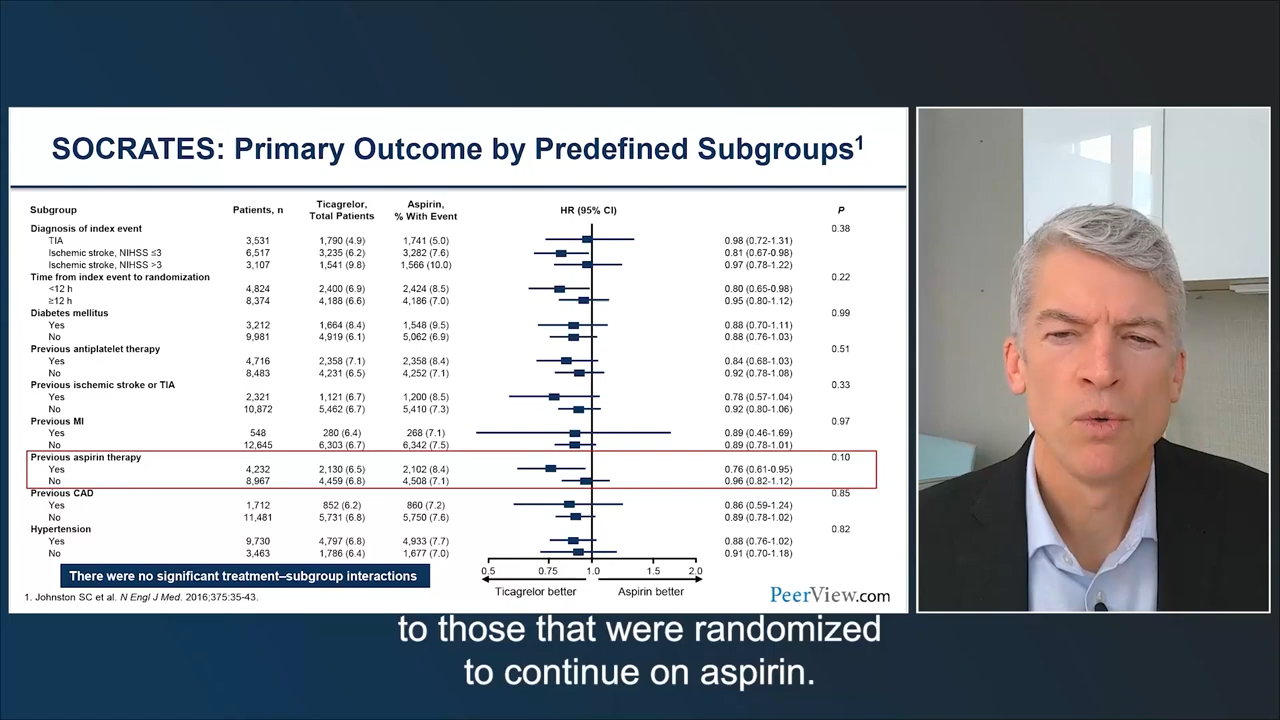 SOCRATES: Primary Outcome by Predefined Subgroups1
Subgroup Patients, n Ticagrelor, Total Patients Aspirin, % With Event HR (95% CI) P
Diagnosis of index event 0.38
TIA 3,531 1,790 (4.9) 1,741 (5.0) 0.98 (0.72-1.31)
Ischemic stroke, NIHSS ≤3 6,517 3,235 (6.2) 3,282 (7.6) 0.81 (0.67-0.98)
Ischemic stroke, NIHSS >3 3,107 1,541 (9.8) 1,566 (10.0) 0.97 (0.78-1.22)
Time from index event to randomization 0.22
<12 h 4,824 2,400 (6.9) 2,424 (8.5) 0.80 (0.65-0.98)
≥12 h 8,374 4,188 (6.6) 4,186 (7.0) 0.95 (0.80-1.12)
Diabetes mellitus 0.99
Yes 3,212 1,664 (8.4) 1,548 (9.5) 0.88 (0.70-1.11)
No 9,981 4,919 (6.1) 5,062 (6.9) 0.88 (0.76-1.03)
Previous antiplatelet therapy 0.51
Yes 4,716 2,358 (7.1) 2,358 (8.4) 0.84 (0.68-1.03)
No 8,483 4,231 (6.5) 4,252 (7.1) 0.92 (0.78-1.08)
Previous ischemic stroke or TIA 0.33
Yes 2,321 1,121 (6.7) 1,200 (8.5) 0.78 (0.57-1.04)
No 10,872 5,462 (6.7) 5,410 (7.3) 0.92 (0.80-1.06)
Previous MI 0.97
Yes 548 280 (6.4) 268 (7.1) 0.89 (0.46-1.69)
No 12,645 6,303 (6.7) 6,342 (7.5) 0.89 (0.78-1.01)
Previous aspirin therapy 0.10
Yes 4,232 2,130 (6.5) 2,102 (8.4) 0.76 (0.61-0.95)
No 8,967 4,459 (6.8) 4,508 (7.1) 0.96 (0.82-1.12)
Previous CAD 0.85
Yes 1,712 852 (6.2) 860 (7.2) 0.86 (0.59-1.24)
No 11,481 5,731 (6.8) 5,750 (7.6) 0.89 (0.78-1.02)
Hypertension 0.82
Yes 9,730 4,797 (6.8) 4,933 (7.7) 0.88 (0.76-1.02)
No 3,463 1,786 (6.4) 1,677 (7.0) 0.91 (0.70-1.18)
0.5 0.75 1.0 1.5 2.0
There were no significant treatment–subgroup interactions
Ticagrelor better Aspirin better
1. Johnston SC et al. N Engl J Med. 2016;375:35-43.
PeerView.com
to those that were randomized
to continue on aspirin.